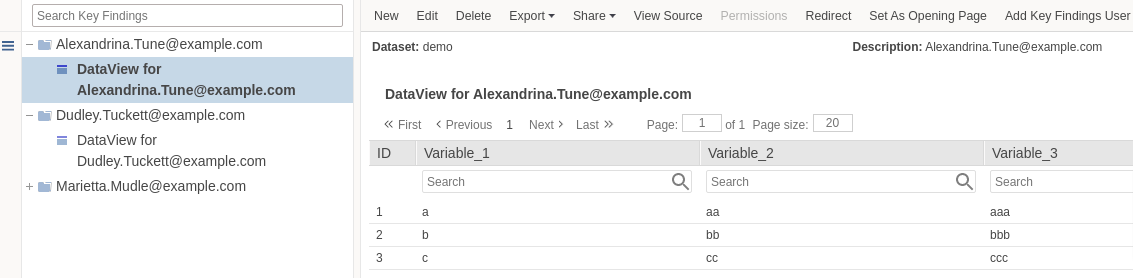 Search Key Findings
New Edit Delete Export Share View Source Permissions Redirect Set As Opening Page Add Key Findings User
Alexandrina.Tune@example.com
Dataset: demo Description: Alexandrina.Tune@example.com
DataView for
Alexandrina.Tune@example.com
DataView for Alexandrina.Tune@example.com
Dudley.Tuckett@example.com
First Previous 1 Next Last Page: 1 of 1 Page size: 20
DataView for
Dudley.Tuckett@example.com
ID Variable_1 Variable_2 Variable_3
Marietta.Mudle@example.com
Search Search Search
1 a aa aaa
2 b bb bbb
3 c cc ccc